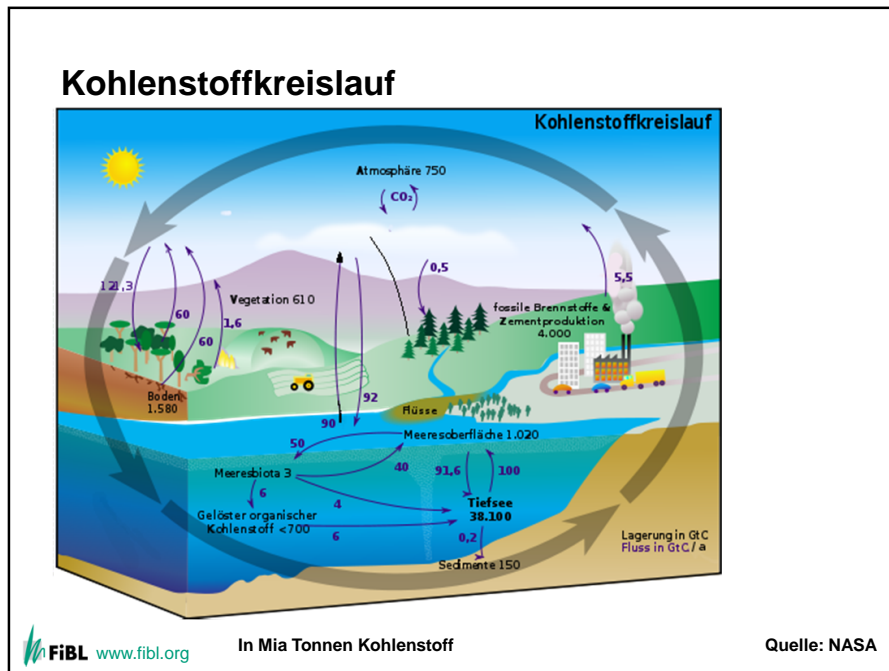 Kohlenstoffkreislauf
Kohlenstoffkreislauf
Atmosphäre 750
CO₂
121,3
60
60
1,6
Vegetation 610
0,5
5,5
fossile Brennstoffe &
Zementproduktion
4.000
Boden
1.580
90
92
Flüsse
Meeresoberfläche 1.020
50
40
91,6
100
Meeresbiota 3
6
4
Gelöster organischer
Kohlenstoff <700
6
Tiefsee
38.100
0,2
Sedimente 150
Lagerung in GtC
Fluss in GtC / a
FiBL www.fibl.org
In Mia Tonnen Kohlenstoff
Quelle: NASA